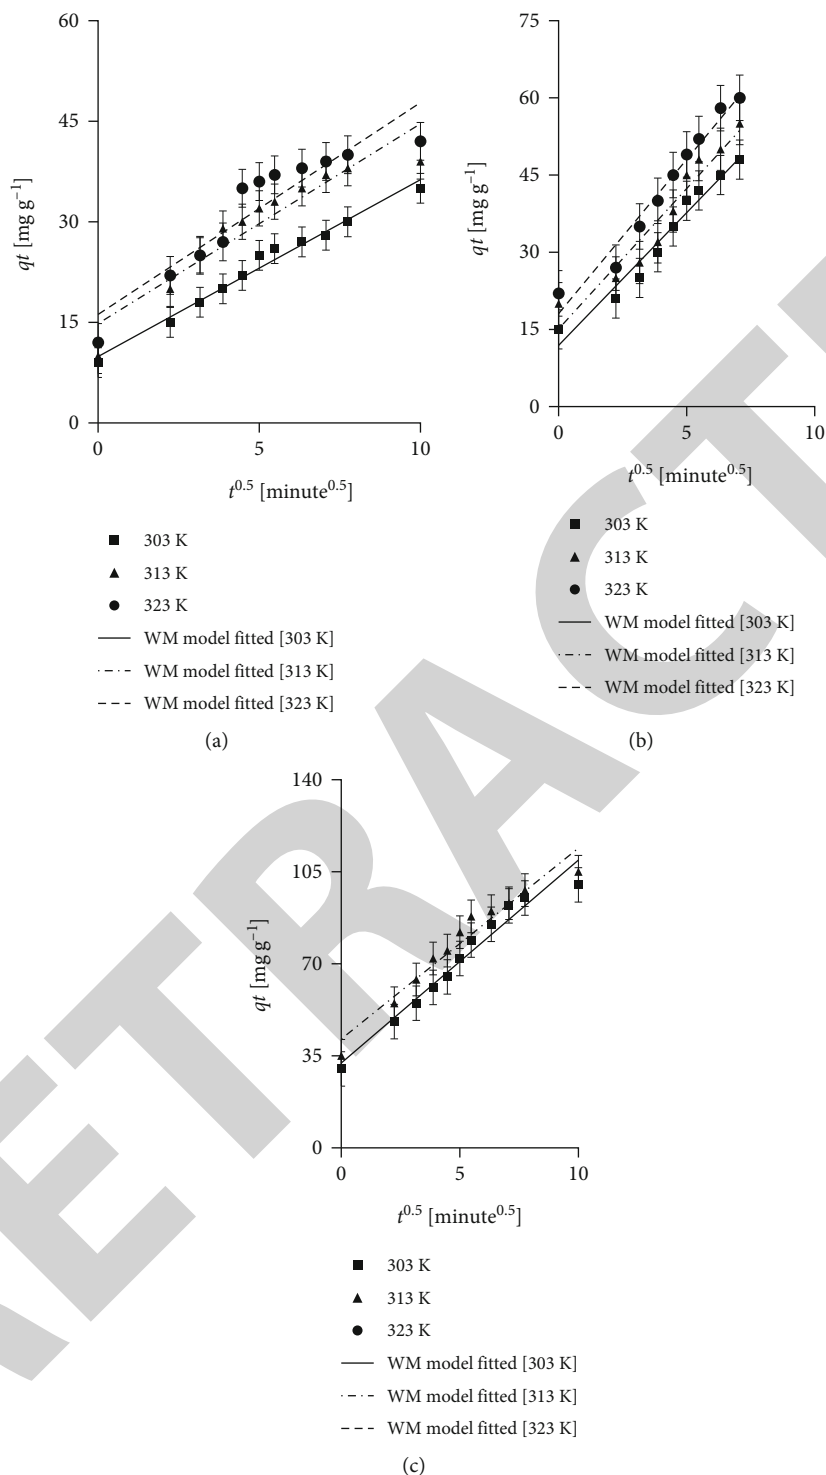 60
45
30
15
0
qt [mg g⁻¹]
0
5
10
t⁰·⁵ [minute⁰·⁵]
303 K
313 K
323 K
WM model fitted [303 K]
WM model fitted [313 K]
WM model fitted [323 K]
(a)
75
60
45
30
15
0
qt [mg g⁻¹]
0
5
10
t⁰·⁵ [minute⁰·⁵]
303 K
313 K
323 K
WM model fitted [303 K]
WM model fitted [313 K]
WM model fitted [323 K]
(b)
140
105
70
35
0
qt [mg g⁻¹]
0
5
10
t⁰·⁵ [minute⁰·⁵]
303 K
313 K
323 K
WM model fitted [303 K]
WM model fitted [313 K]
WM model fitted [323 K]
(c)
RETRACT